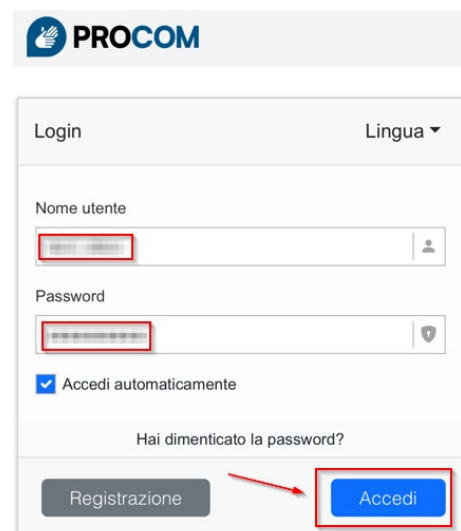 PROCOM
Login
Lingua
Nome utente
Password
Accedi automaticamente
Hai dimenticato la password?
Registrazione
Accedi